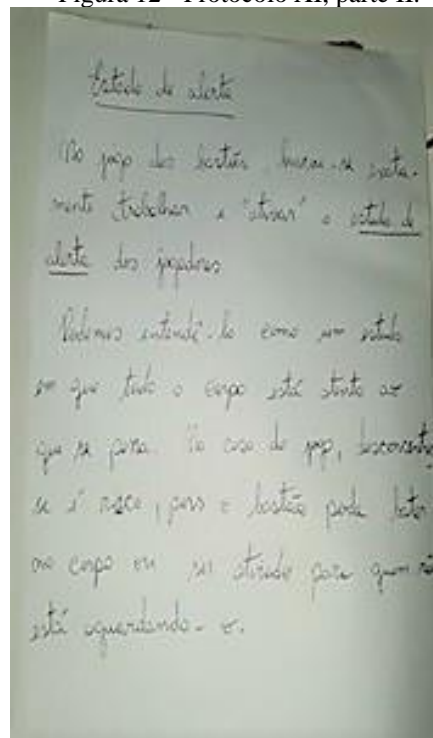 Figura 12 - Protocolo XI, parte II.
Estado de alerta
No jogo dos bastões, busca-se exata-
mente trabalhar e "ativar" o estado de
alerta dos jogadores
Podemos entendê-lo como um estado
em que todo o corpo está atento ao
que se passa. No caso do jogo, desconcentrar-
se é risco, pois o bastão pode bater
no corpo ou ser atirado para quem não
está aguardando-o.